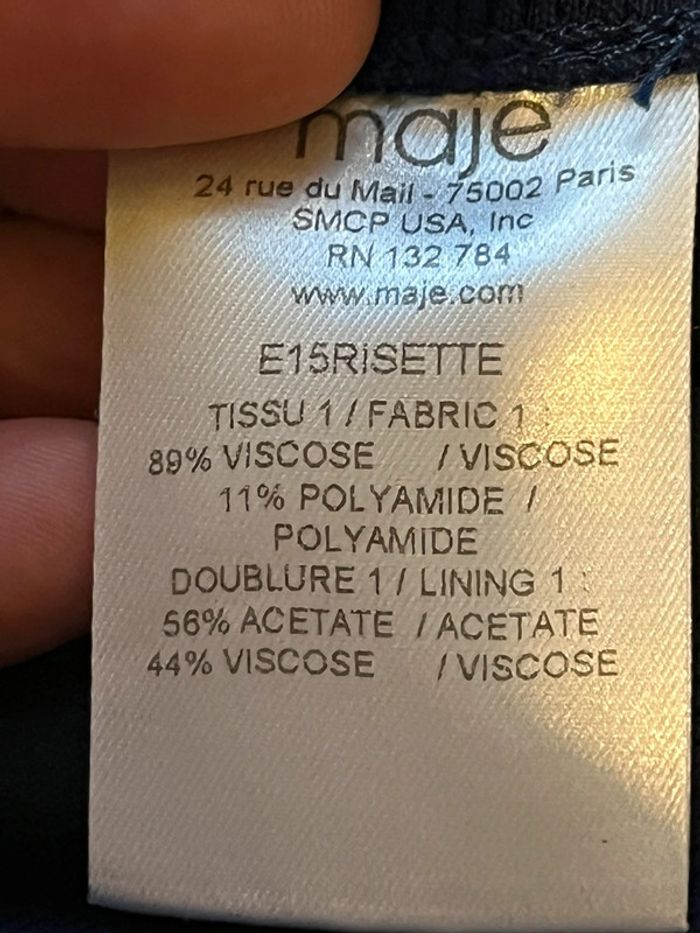 maje
24 rue du Mail - 75002 Paris
SMCP USA, Inc
RN 132 784
www.maje.com
E15RISETTE
TISSU 1 / FABRIC 1 :
89% VISCOSE / VISCOSE
11% POLYAMIDE /
POLYAMIDE
DOUBLURE 1 / LINING 1 :
56% ACETATE / ACETATE
44% VISCOSE / VISCOSE